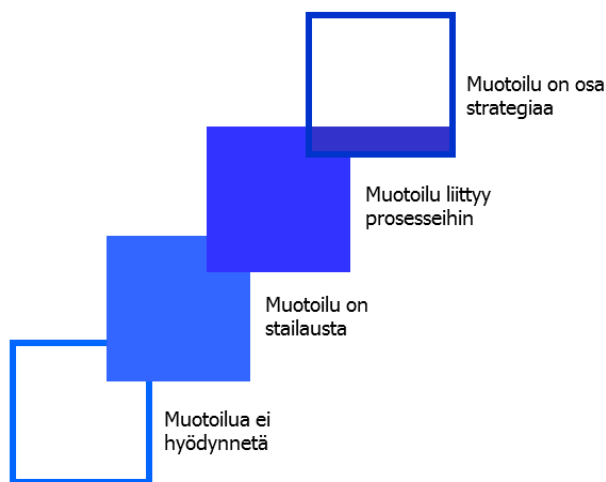 Muotoilu on osa
strategiaa
Muotoilu liittyy
prosesseihin
Muotoilu on
stailausta
Muotoilua ei
hyödynnetä